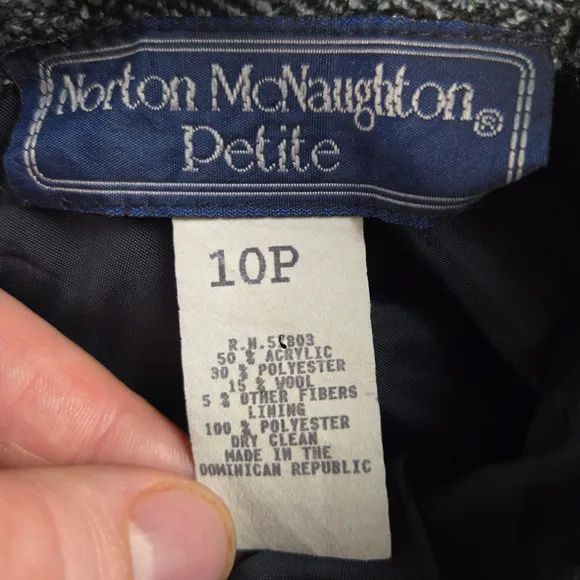 Norton McNaughton®
Petite
10P
R.N.55803
50 % ACRYLIC
30 % POLYESTER
15 % WOOL
5 % OTHER FIBERS
LINING
100 % POLYESTER
DRY CLEAN
MADE IN THE
DOMINICAN REPUBLIC